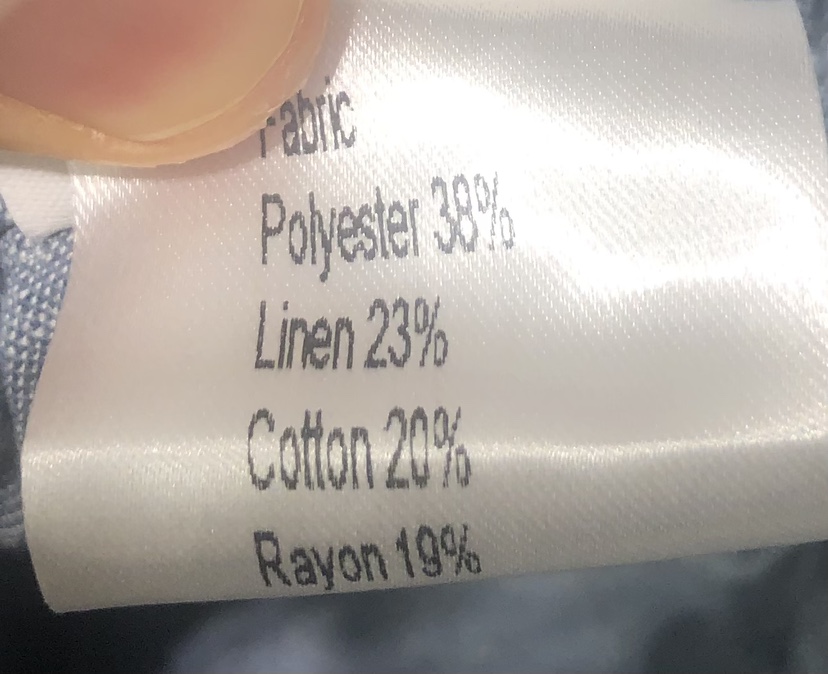 Fabric
Polyester 38%
Linen 23%
Cotton 20%
Rayon 19%